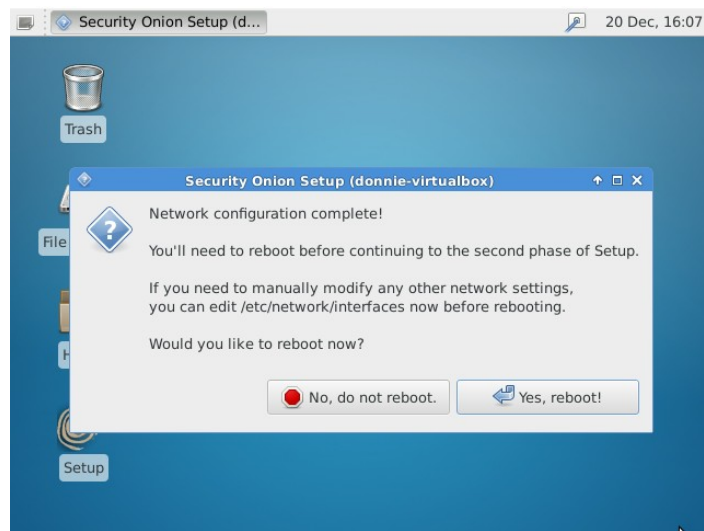 Security Onion Setup (d...
20 Dec, 16:07
Trash
Security Onion Setup (donnie-virtualbox)
Network configuration complete!
File
You'll need to reboot before continuing to the second phase of Setup.
If you need to manually modify any other network settings,
you can edit /etc/network/interfaces now before rebooting.
H
Would you like to reboot now?
No, do not reboot.
Yes, reboot!
Setup